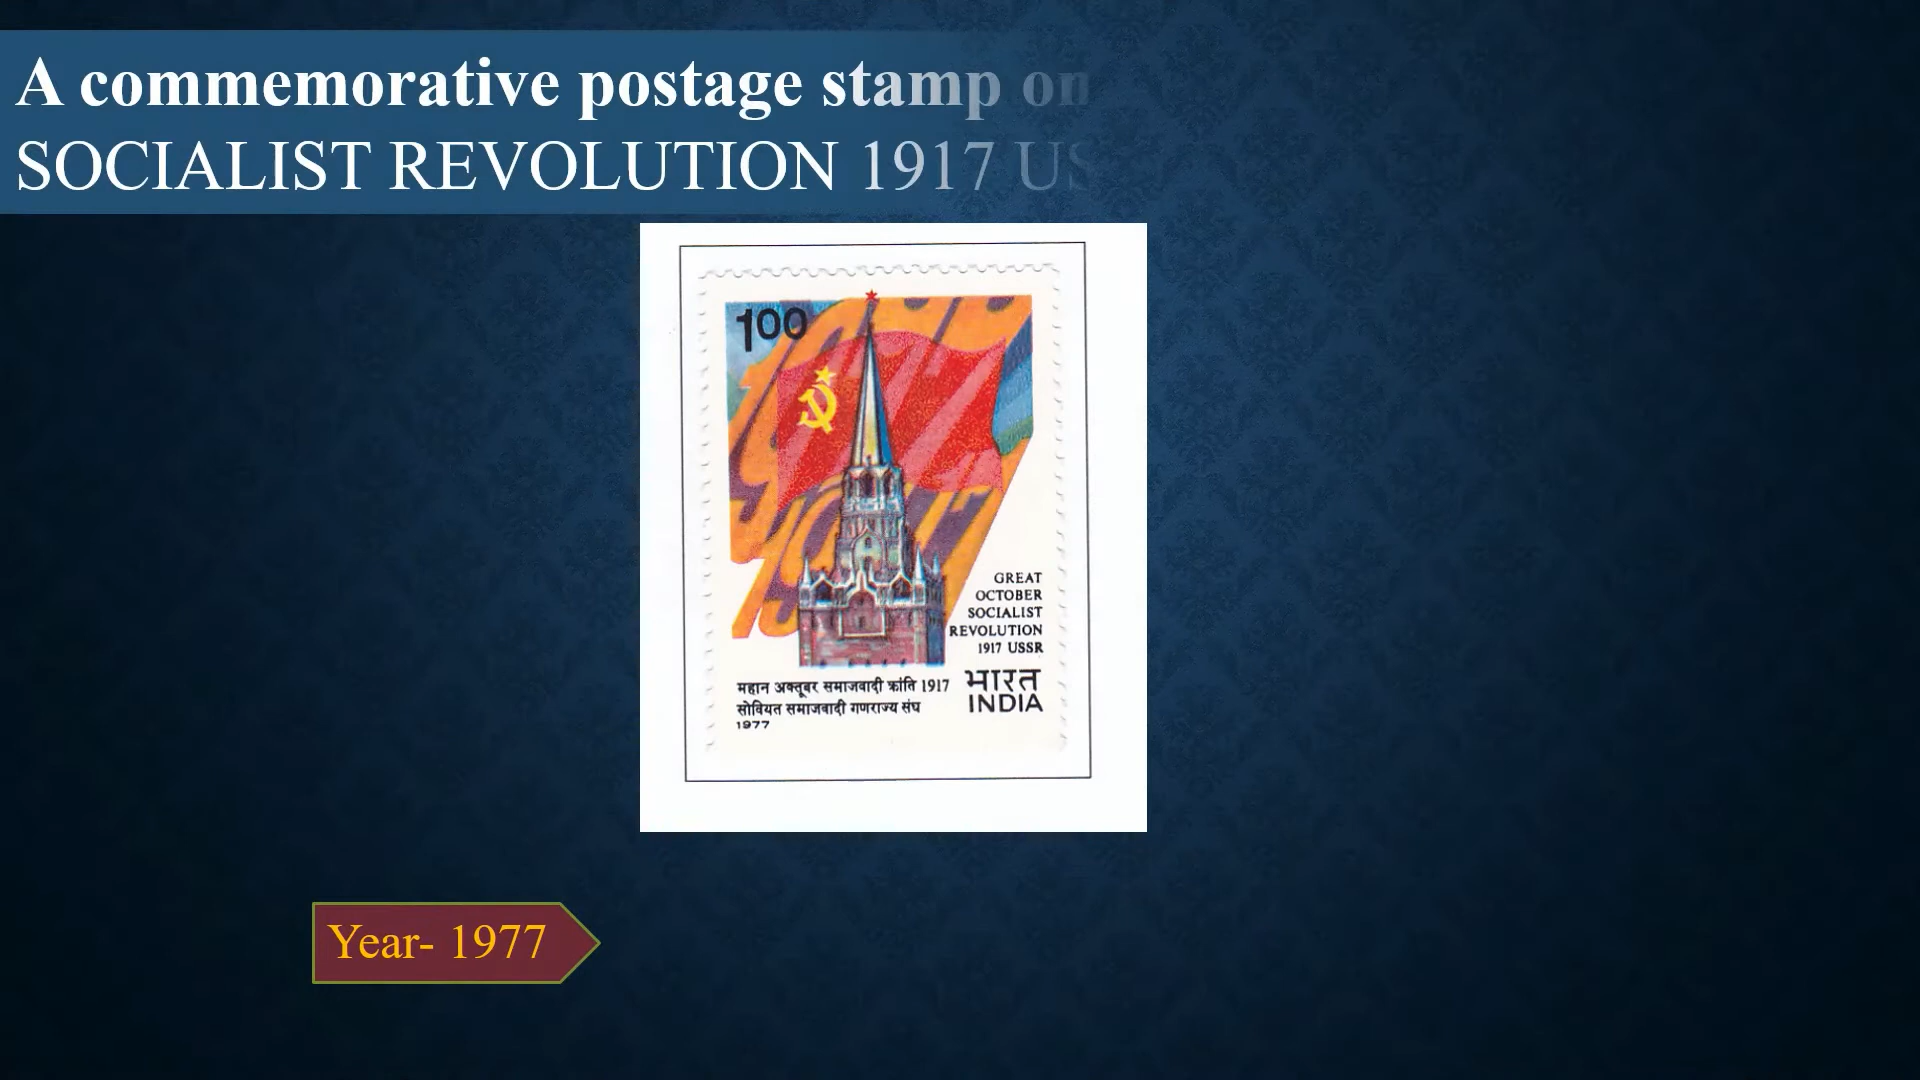 A commemorative postage stamp on
SOCIALIST REVOLUTION 1917 US
100
GREAT
OCTOBER
SOCIALIST
REVOLUTION
1917 USSR
महान अक्तूबर समाजवादी क्रांति 1917
सोवियत समाजवादी गणराज्य संघ
1977
भारत
INDIA
Year- 1977